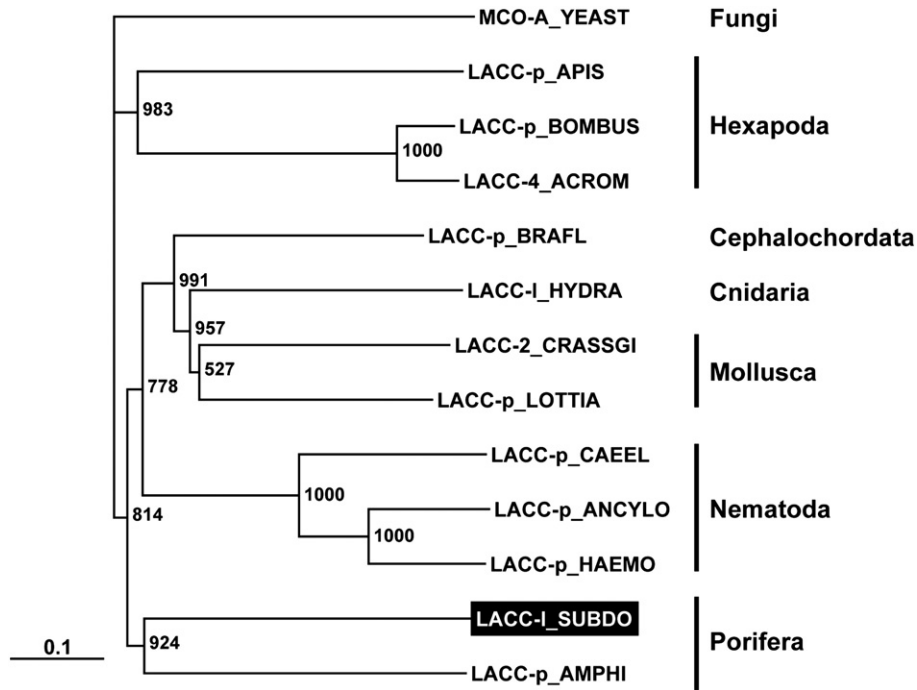 MCO-A_YEAST Fungi
LACC-p_APIS
983
LACC-p_BOMBUS Hexapoda
1000
LACC-4_ACROM
LACC-p_BRAFL Cephalochordata
991
LACC-l_HYDRA Cnidaria
957
LACC-2_CRASSGI
527 Mollusca
778
LACC-p_LOTTIA
LACC-p_CAEEL
1000
LACC-p_ANCYLO Nematoda
814
1000
LACC-p_HAEMO
LACC-l_SUBDO
924 Porifera
0.1
LACC-p_AMPHI